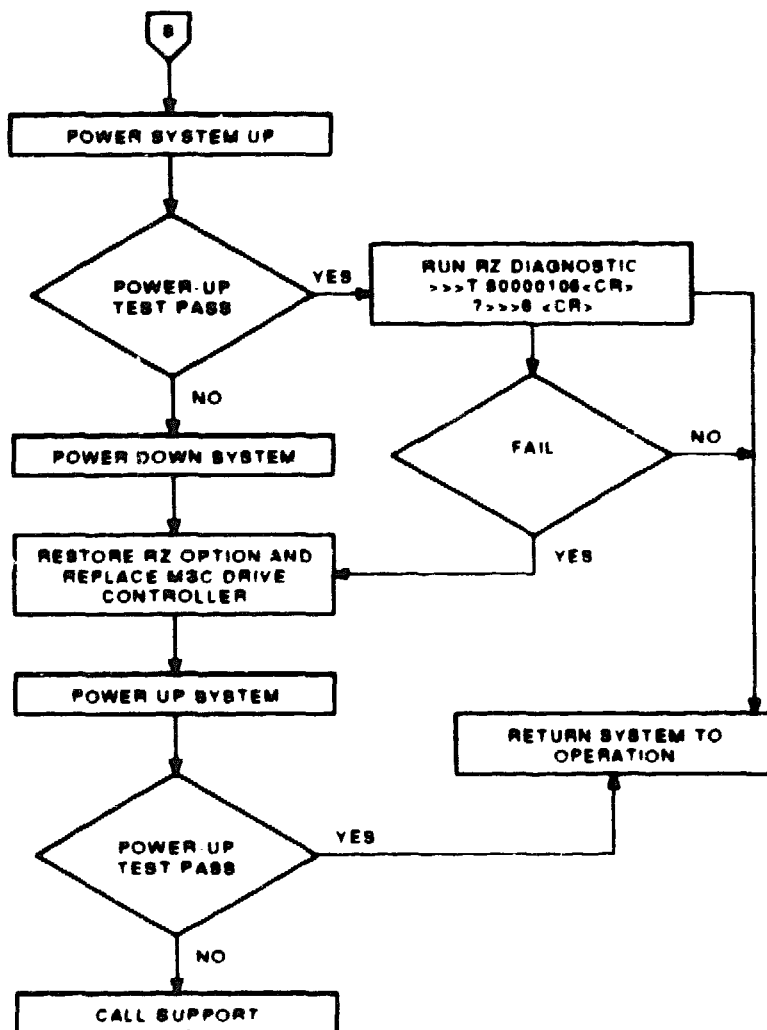 POWER SYSTEM UP
POWER-UP
TEST PASS
YES
RUN RZ DIAGNOSTIC
>>>T 80000106<CR>
?>>>6 <CR>
NO
FAIL
NO
POWER DOWN SYSTEM
YES
RESTORE RZ OPTION AND
REPLACE MSC DRIVE
CONTROLLER
POWER UP SYSTEM
RETURN SYSTEM TO
OPERATION
POWER-UP
TEST PASS
YES
NO
CALL SUPPORT